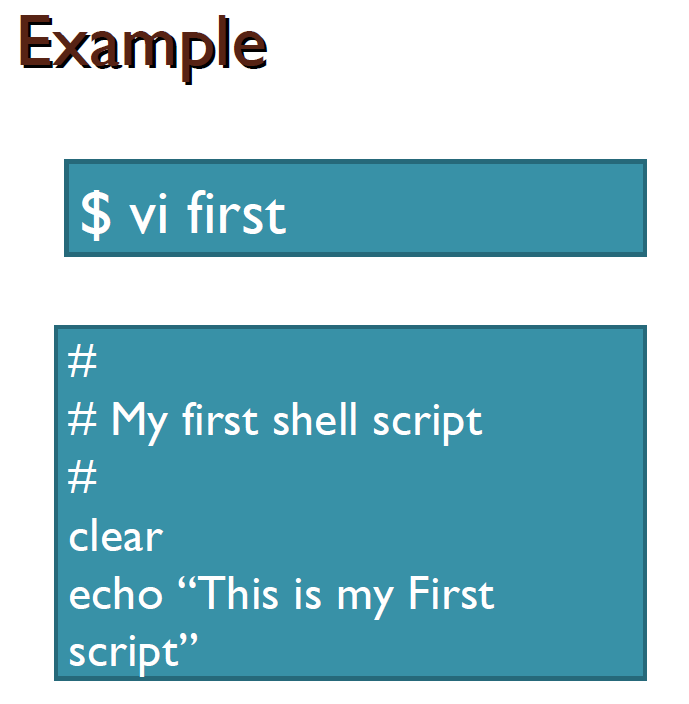 Example
$ vi first
#
# My first shell script
#
clear
echo “This is my First
script”